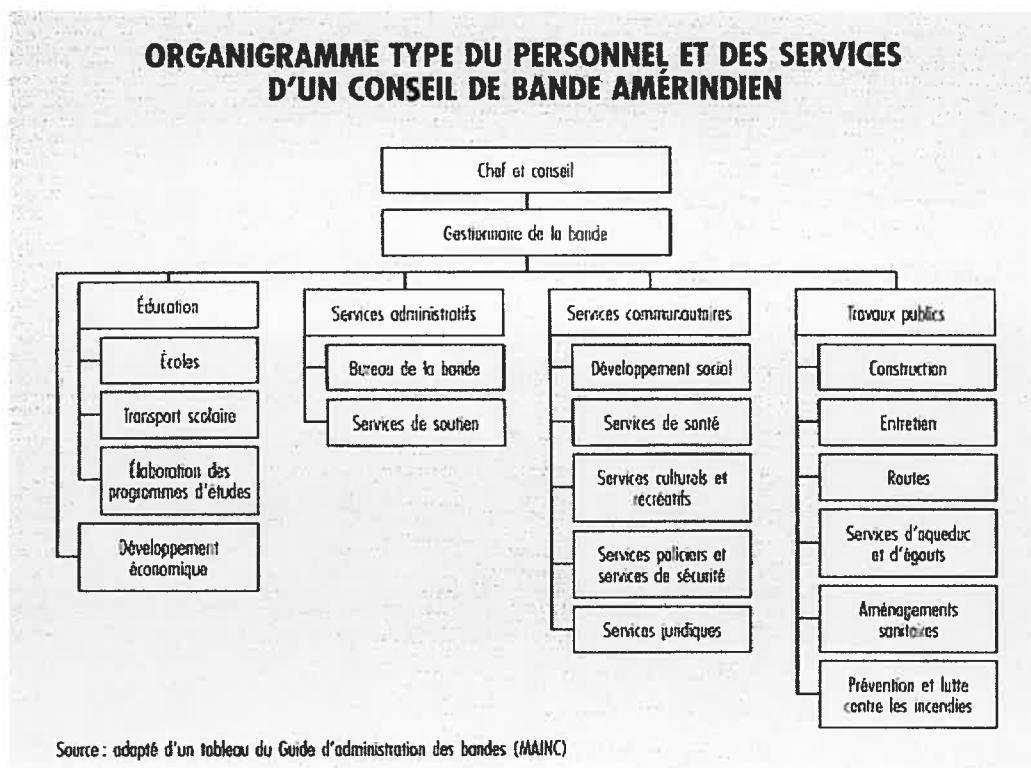 ORGANIGRAMME TYPE DU PERSONNEL ET DES SERVICES
D'UN CONSEIL DE BANDE AMÉRINDIEN
Chef et conseil
Gestionnaire de la bande
Éducation
Écoles
Transport scolaire
Élaboration des
programmes d'études
Développement
économique
Services administratifs
Bureau de la bande
Services de soutien
Services communautaires
Développement social
Services de santé
Services culturels et
récréatifs
Services policiers et
services de sécurité
Services juridiques
Travaux publics
Construction
Entretien
Routes
Services d'aqueduc
et d'égouts
Aménagements
sanitaires
Prévention et lutte
contre les incendies
Source : adapté d'un tableau du Guide d'administration des bandes (MAINC)